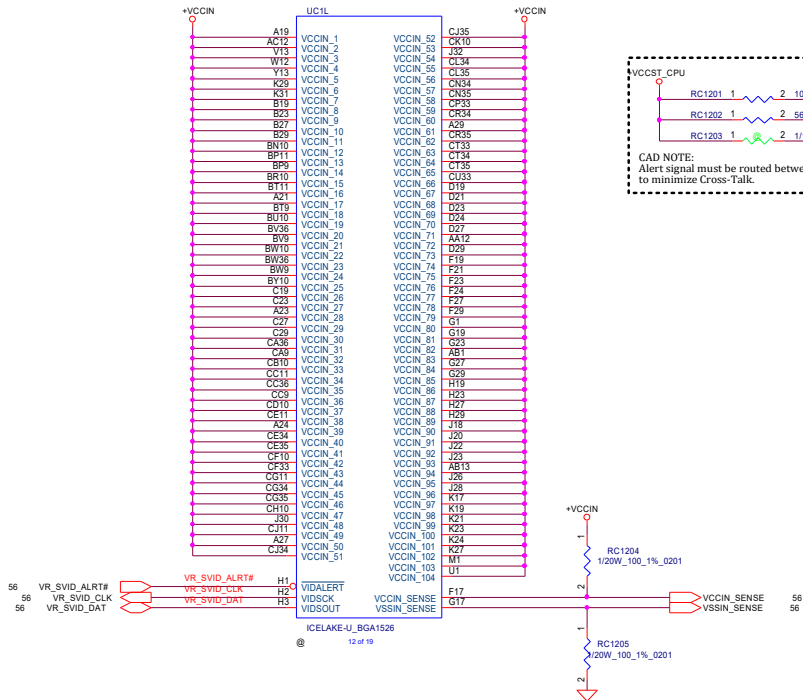 +VCCIN UC1L +VCCIN
A19 VCCIN_1 VCCIN_52 CJ35
AC12 VCCIN_2 VCCIN_53 CK10
V13 VCCIN_3 VCCIN_54 J32
W12 VCCIN_4 VCCIN_55 CL34
Y13 VCCIN_5 VCCIN_56 CL35
K29 VCCIN_6 VCCIN_57 CN34
K31 VCCIN_7 VCCIN_58 CN35
B19 VCCIN_8 VCCIN_59 CP33
B23 VCCIN_9 VCCIN_60 CR34
B27 VCCIN_10 VCCIN_61 A29
B29 VCCIN_11 VCCIN_62 CR35
BN10 VCCIN_12 VCCIN_63 CT33
BP11 VCCIN_13 VCCIN_64 CT34
BP9 VCCIN_14 VCCIN_65 CT35
BR10 VCCIN_15 VCCIN_66 CU33
BT11 VCCIN_16 VCCIN_67 D19
A21 VCCIN_17 VCCIN_68 D21
BT9 VCCIN_18 VCCIN_69 D23
BU10 VCCIN_19 VCCIN_70 D24
BV36 VCCIN_20 VCCIN_71 D27
BV9 VCCIN_21 VCCIN_72 AA12
BW10 VCCIN_22 VCCIN_73 D29
BW36 VCCIN_23 VCCIN_74 F19
BW9 VCCIN_24 VCCIN_75 F21
BY10 VCCIN_25 VCCIN_76 F23
C19 VCCIN_26 VCCIN_77 F24
C23 VCCIN_27 VCCIN_78 F27
A23 VCCIN_28 VCCIN_79 F29
C27 VCCIN_29 VCCIN_80 G1
C29 VCCIN_30 VCCIN_81 G19
CA36 VCCIN_31 VCCIN_82 G23
CA9 VCCIN_32 VCCIN_83 AB1
CB10 VCCIN_33 VCCIN_84 G27
CC11 VCCIN_34 VCCIN_85 G29
CC36 VCCIN_35 VCCIN_86 H19
CC9 VCCIN_36 VCCIN_87 H23
CD10 VCCIN_37 VCCIN_88 H27
CE11 VCCIN_38 VCCIN_89 H29
A24 VCCIN_39 VCCIN_90 J18
CE34 VCCIN_40 VCCIN_91 J20
CE35 VCCIN_41 VCCIN_92 J22
CF10 VCCIN_42 VCCIN_93 J23
CF33 VCCIN_43 VCCIN_94 AB13
CG11 VCCIN_44 VCCIN_95 J26
CG34 VCCIN_45 VCCIN_96 J28
CG35 VCCIN_46 VCCIN_97 K17
CH10 VCCIN_47 VCCIN_98 K19
J30 VCCIN_48 VCCIN_99 K21
CJ11 VCCIN_49 VCCIN_100 K23
A27 VCCIN_50 VCCIN_101 K24
CJ34 VCCIN_51 VCCIN_102 K27
VCCIN_103 M1
VCCIN_104 U1
56 VR_SVID_ALRT# VR_SVID_ALRT# H1 VIDALERT
56 VR_SVID_CLK VR_SVID_CLK H2 VIDSCK VCCIN_SENSE F17 VCCIN_SENSE 56
56 VR_SVID_DAT VR_SVID_DAT H3 VIDSOUT VSSIN_SENSE G17 VSSIN_SENSE 56
ICELAKE-U_BGA1526
@ 12 of 19
+VCCST_CPU
RC1201 1 2 10
RC1202 1 2 56
RC1203 1 @ 2 1/
CAD NOTE:
Alert signal must be routed betwe
to minimize Cross-Talk.
+VCCIN
1
RC1204
1/20W_100_1%_0201
2
1
RC1205
1/20W_100_1%_0201
2